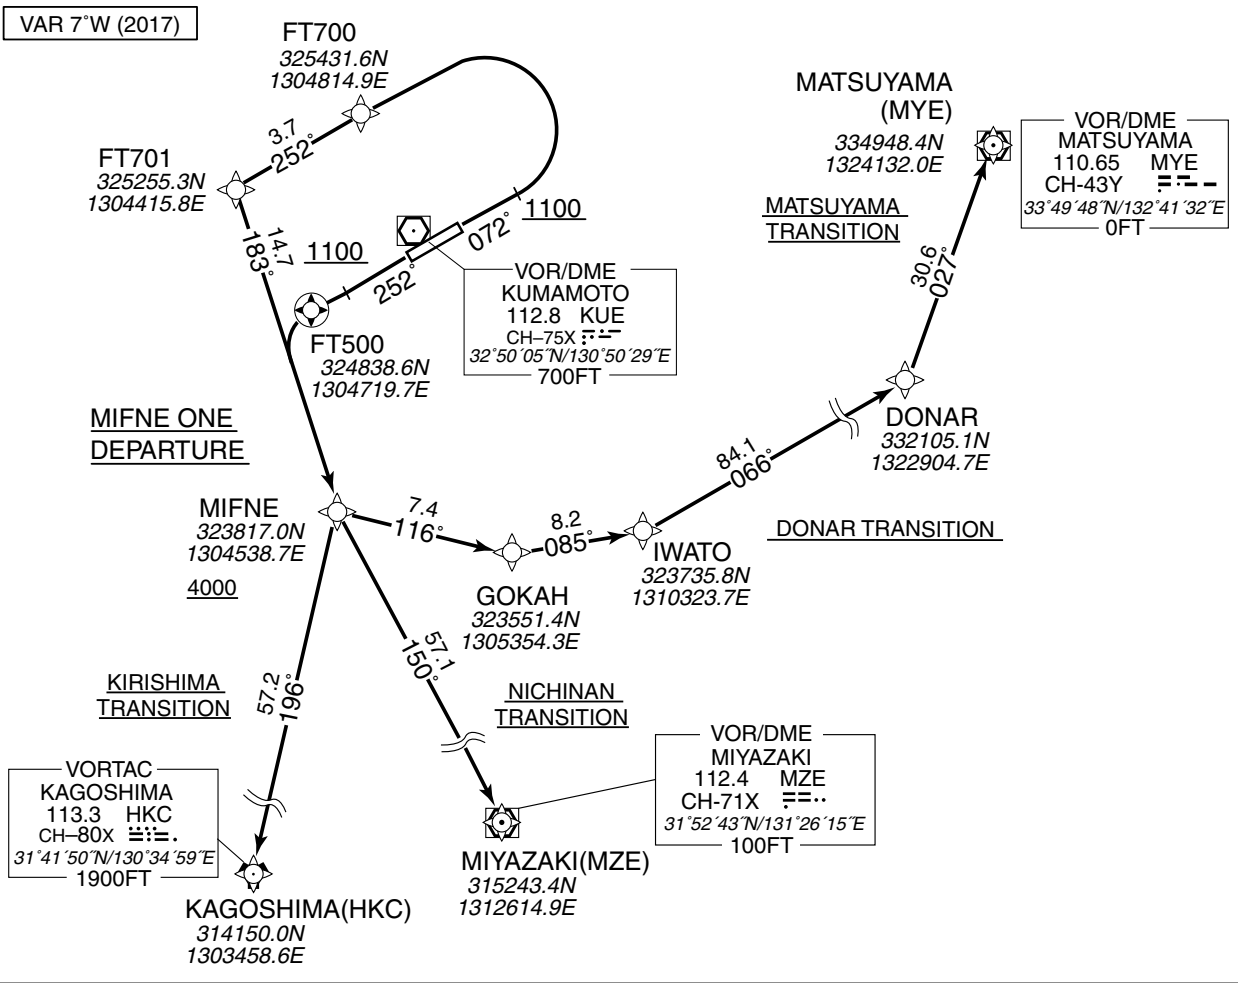 VAR 7˚W (2017)
FT700
325431.6N
1304814.9E
3.7
252˚
FT701
325255.3N
1304415.8E
14.7
183˚
1100
072˚
1100
252˚
FT500
324838.6N
1304719.7E
VOR/DME
KUMAMOTO
112.8 KUE
CH–75X
32˚50´05˝N/130˚50´29˝E
700FT
MATSUYAMA
(MYE)
334948.4N
1324132.0E
VOR/DME
MATSUYAMA
110.65 MYE
CH-43Y
33˚49´48˝N/132˚41´32˝E
0FT
MATSUYAMA
TRANSITION
30.6
027˚
DONAR
332105.1N
1322904.7E
84.1
066˚
DONAR TRANSITION
MIFNE ONE
DEPARTURE
MIFNE
323817.0N
1304538.7E
4000
7.4
116˚
8.2
085˚
IWATO
323735.8N
1310323.7E
GOKAH
323551.4N
1305354.3E
57.1
150˚
57.2
196˚
KIRISHIMA
TRANSITION
NICHINAN
TRANSITION
VOR/DME
MIYAZAKI
112.4 MZE
CH-71X
31˚52´43˝N/131˚26´15˝E
100FT
VORTAC
KAGOSHIMA
113.3 HKC
CH–80X
31˚41´50˝N/130˚34´59˝E
1900FT
MIYAZAKI(MZE)
315243.4N
1312614.9E
KAGOSHIMA(HKC)
314150.0N
1303458.6E